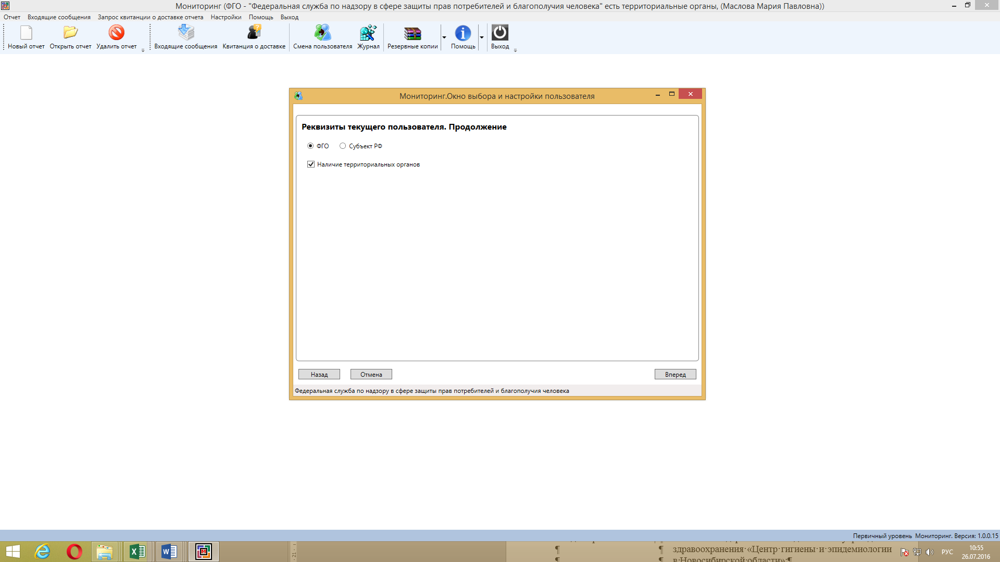 Мониторинг (ФГО - "Федеральная служба по надзору в сфере защиты прав потребителей и благополучия человека" есть территориальные органы, (Маслова Мария Павловна))
Отчет Входящие сообщения Запрос квитанции о доставке отчета Настройки Помощь Выход
Новый отчет Открыть отчет Удалить отчет Входящие сообщения Квитанция о доставке Смена пользователя Журнал Резервные копии Помощь Выход
Мониторинг.Окно выбора и настройки пользователя
Реквизиты текущего пользователя. Продолжение
ФГО Субъект РФ
Наличие территориальных органов
Назад Отмена Вперед
Федеральная служба по надзору в сфере защиты прав потребителей и благополучия человека
Первичный уровень Мониторинг. Версия: 1.0.0.15
¶ ¶ здравоохранения·«Центр·гигиены·и·эпидемиологии
¶ ¶ в·Новосибирской·области»;¶
21
РУС
10:55
26.07.2016